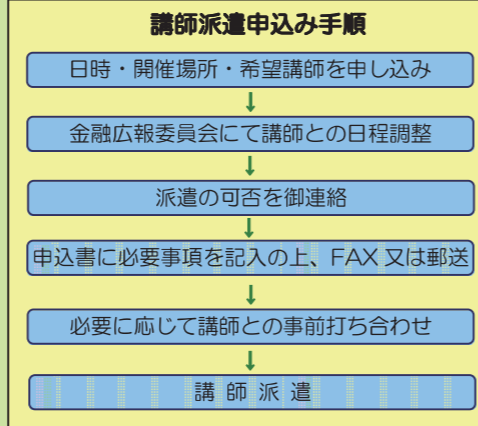 講師派遣申込み手順
日時・開催場所・希望講師を申し込み
↓
金融広報委員会にて講師との日程調整
↓
派遣の可否を御連絡
↓
申込書に必要事項を記入の上、FAX又は郵送
↓
必要に応じて講師との事前打ち合わせ
↓
講師派遣